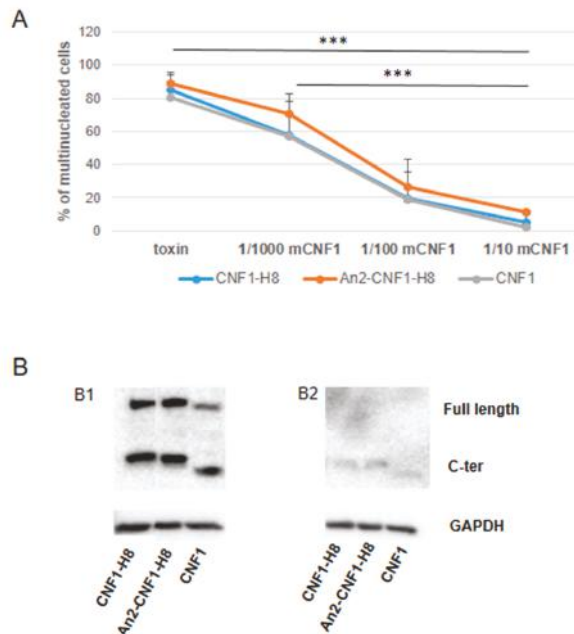 A
120
***
100
***
80
60
40
20
0
% of multinucleated cells
toxin 1/1000 mCNF1 1/100 mCNF1 1/10 mCNF1
CNF1-H8 An2-CNF1-H8 CNF1
B
B1 B2
Full length
C-ter
GAPDH
CNF1-H8 An2-CNF1-H8 CNF1 CNF1-H8 An2-CNF1-H8 CNF1